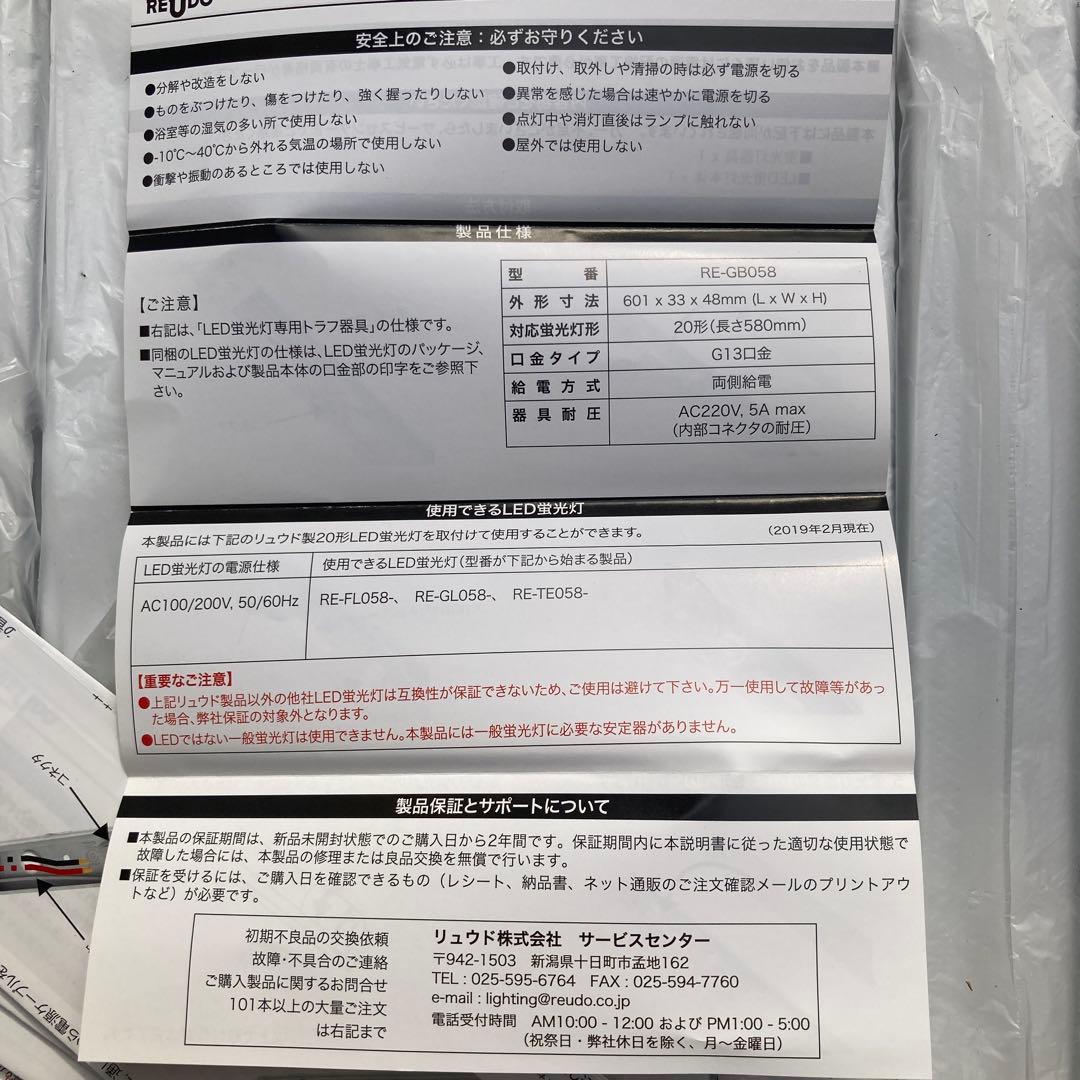 REUDO
安全上のご注意：必ずお守りください
●分解や改造をしない
●ものをぶつけたり、傷をつけたり、強く握ったりしない
●浴室等の湿気の多い所で使用しない
●-10℃～40℃から外れる気温の場所で使用しない
●衝撃や振動のあるところでは使用しない
●取付け、取外しや清掃の時は必ず電源を切る
●異常を感じた場合は速やかに電源を切る
●点灯中や消灯直後はランプに触れない
●屋外では使用しない
製品仕様
【ご注意】
■右記は、「LED蛍光灯専用トラフ器具」の仕様です。
■同梱のLED蛍光灯の仕様は、LED蛍光灯のパッケージ、
マニュアルおよび製品本体の口金部の印字をご参照下
さい。
型番 RE-GB058
外形寸法 601 x 33 x 48mm (L x W x H)
対応蛍光灯形 20形（長さ580mm）
口金タイプ G13口金
給電方式 両側給電
器具耐圧 AC220V, 5A max
（内部コネクタの耐圧）
使用できるLED蛍光灯
本製品には下記のリュウド製20形LED蛍光灯を取付けて使用することができます。 （2019年2月現在）
LED蛍光灯の電源仕様 使用できるLED蛍光灯（型番が下記から始まる製品）
AC100/200V, 50/60Hz RE-FL058-、 RE-GL058-、 RE-TE058-
【重要なご注意】
●上記リュウド製品以外の他社LED蛍光灯は互換性が保証できないため、ご使用は避けて下さい。万一使用して故障等があっ
た場合、弊社保証の対象外となります。
●LEDではない一般蛍光灯は使用できません。本製品には一般蛍光灯に必要な安定器がありません。
製品保証とサポートについて
■本製品の保証期間は、新品未開封状態でのご購入日から2年間です。保証期間内に本説明書に従った適切な使用状態で
故障した場合には、本製品の修理または良品交換を無償で行います。
■保証を受けるには、ご購入日を確認できるもの（レシート、納品書、ネット通販のご注文確認メールのプリントアウ
トなど）が必要です。
初期不良品の交換依頼
故障・不具合のご連絡
ご購入製品に関するお問合せ
101本以上の大量ご注文
は右記まで
リュウド株式会社 サービスセンター
〒942-1503 新潟県十日町市孟地162
TEL : 025-595-6764 FAX : 025-594-7760
e-mail : lighting@reudo.co.jp
電話受付時間 AM10:00 - 12:00 および PM1:00 - 5:00
（祝祭日・弊社休日を除く、月～金曜日）
コネクタ
電源ケーブルを